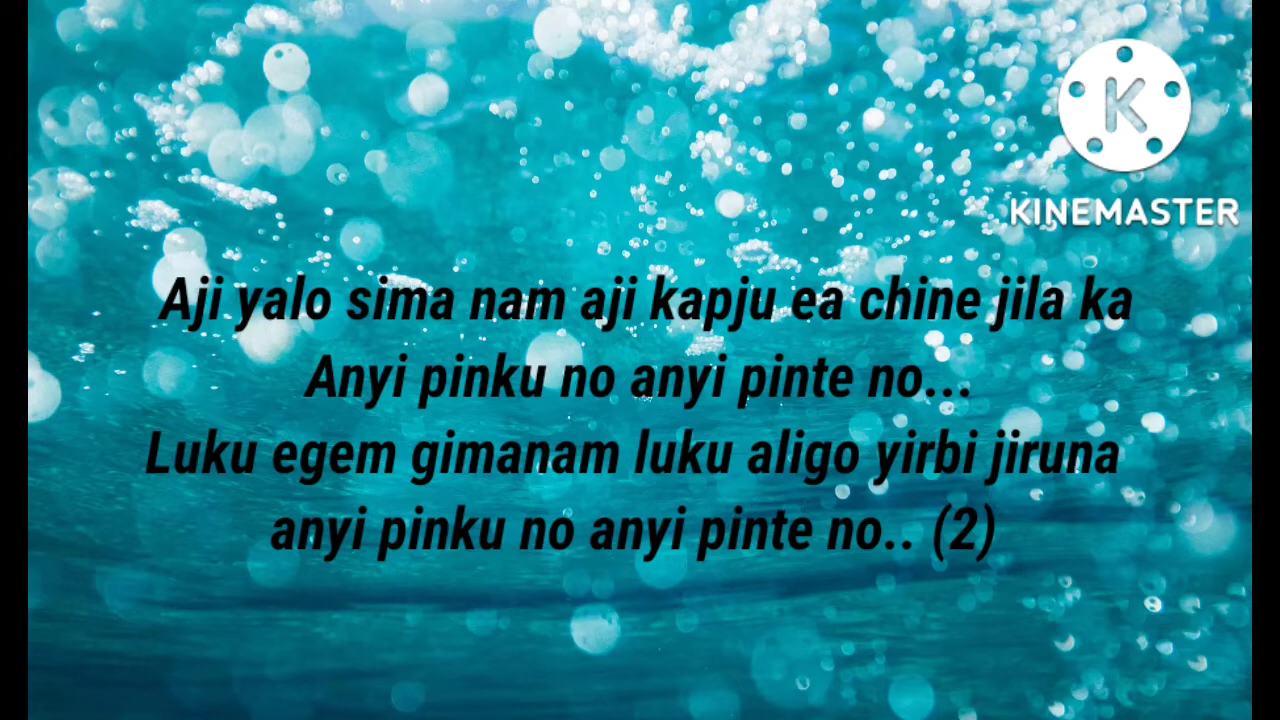 KINEMASTER
Aji yalo sima nam aji kapju ea chine jila ka
Anyi pinku no anyi pinte no...
Luku egem gimanam luku aligo yirbi jiruna
anyi pinku no anyi pinte no.. (2)